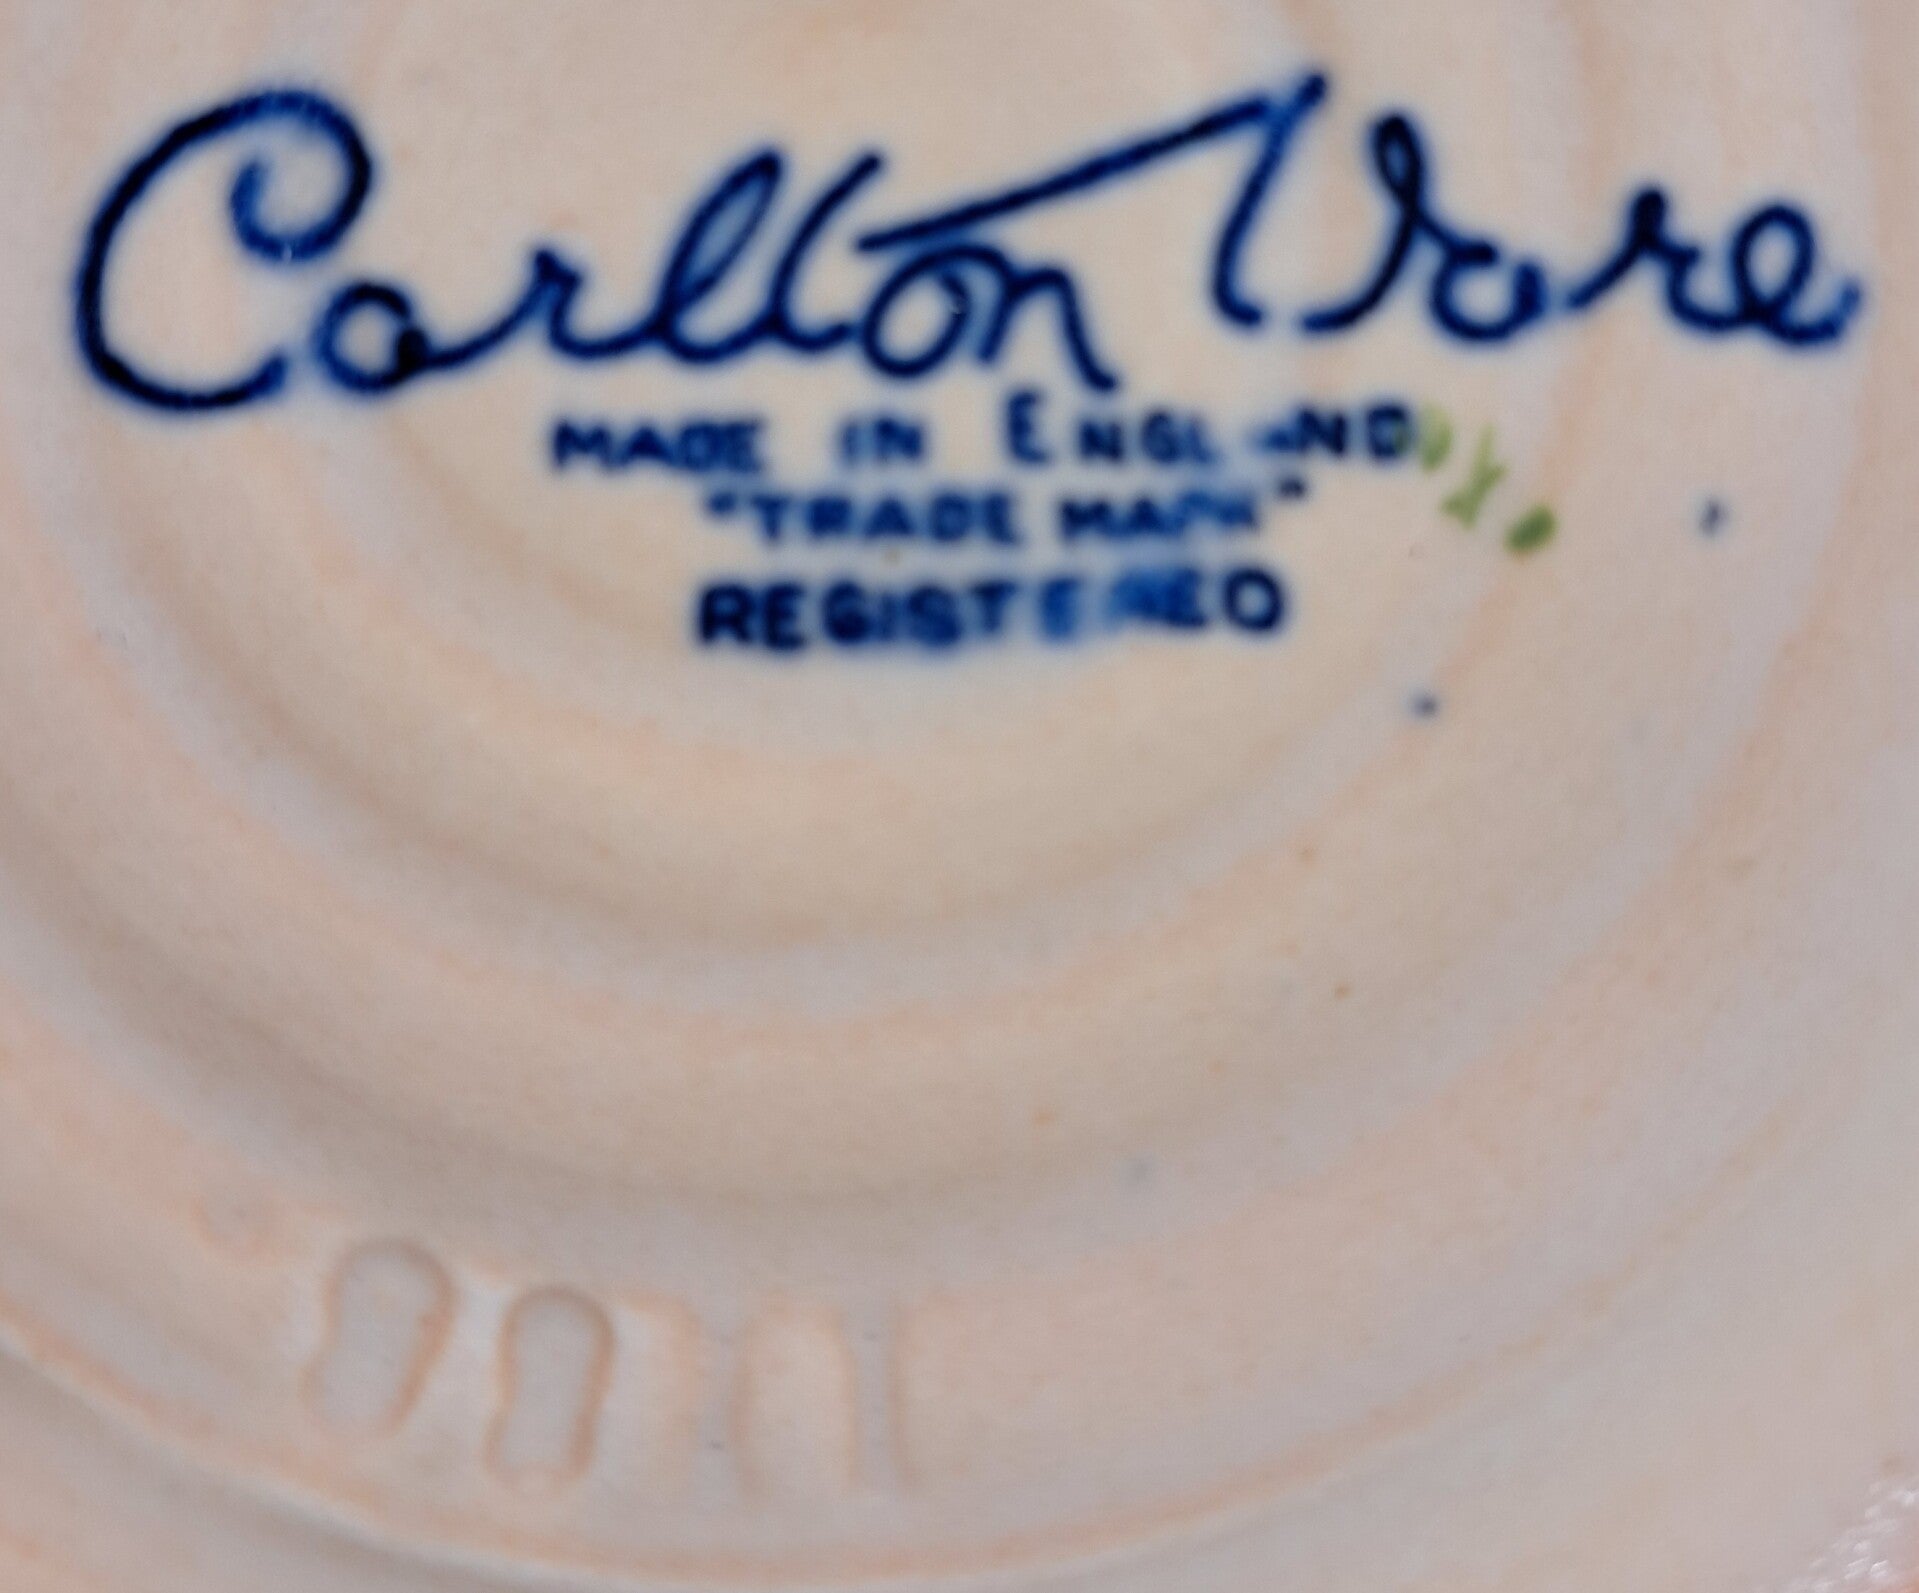 Carlton Ware
MADE IN ENGLAND
"TRADE MARK"
REGISTERED